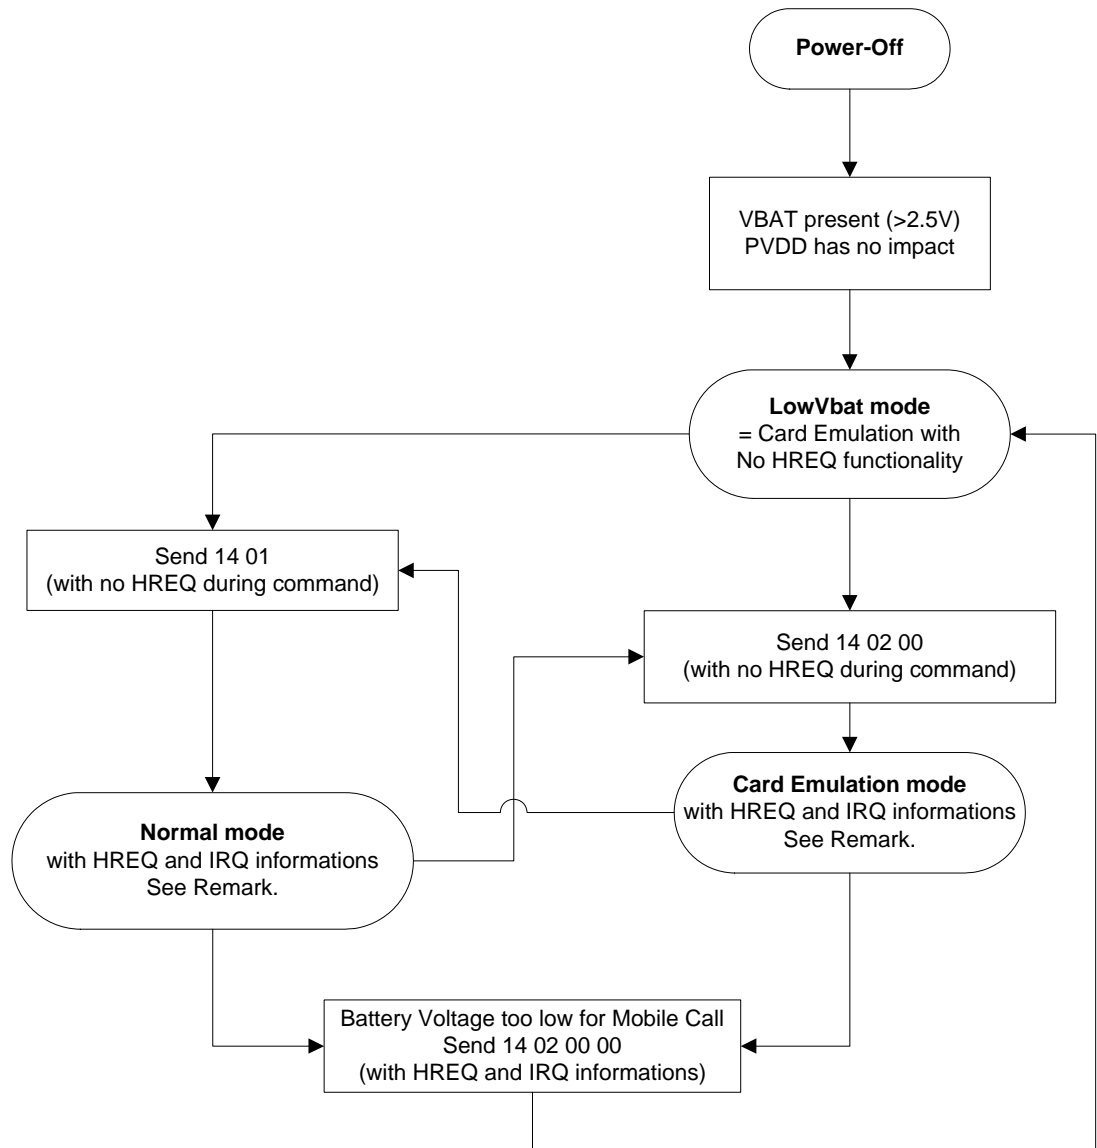 Power-Off
VBAT present (>2.5V)
PVDD has no impact
LowVbat mode
= Card Emulation with
No HREQ functionality
Send 14 01
(with no HREQ during command)
Send 14 02 00
(with no HREQ during command)
Card Emulation mode
with HREQ and IRQ informations
See Remark.
Normal mode
with HREQ and IRQ informations
See Remark.
Battery Voltage too low for Mobile Call
Send 14 02 00 00
(with HREQ and IRQ informations)